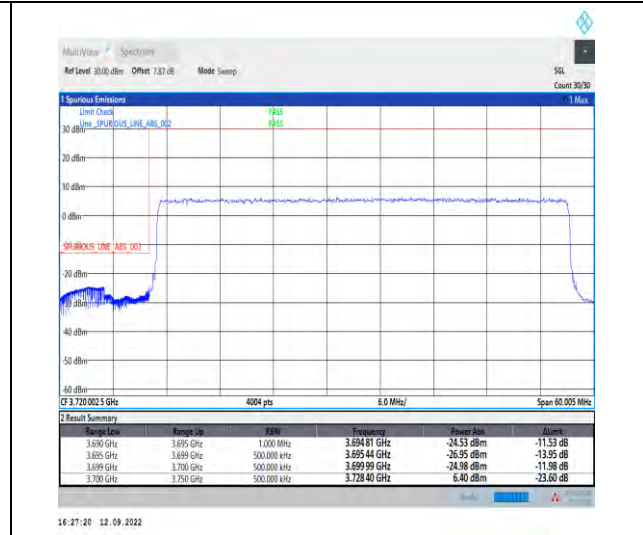 MultiView Spectrum
Ref Level 30.00 dBm Offset 7.87 dB Mode Sweep SGL
Count 30/30
1 Spurious Emissions 1 Max
Limit Check PASS
Line _SPURIOUS_LINE_ABS_002 PASS
30 dBm
20 dBm
10 dBm
0 dBm
_SPURIOUS_LINE_ABS_002
-20 dBm
-30 dBm
-40 dBm
-50 dBm
-60 dBm
CF 3.720 002 5 GHz 4004 pts 6.0 MHz/ Span 60.005 MHz
2 Result Summary
Range Low Range Up RBW Frequency Power Abs ΔLimit
3.690 GHz 3.695 GHz 1.000 MHz 3.694 81 GHz -24.53 dBm -11.53 dB
3.695 GHz 3.699 GHz 500.000 kHz 3.695 44 GHz -26.95 dBm -13.95 dB
3.699 GHz 3.700 GHz 500.000 kHz 3.699 99 GHz -24.98 dBm -11.98 dB
3.700 GHz 3.750 GHz 500.000 kHz 3.728 40 GHz 6.40 dBm -23.60 dB
16:27:20 12.09.2022